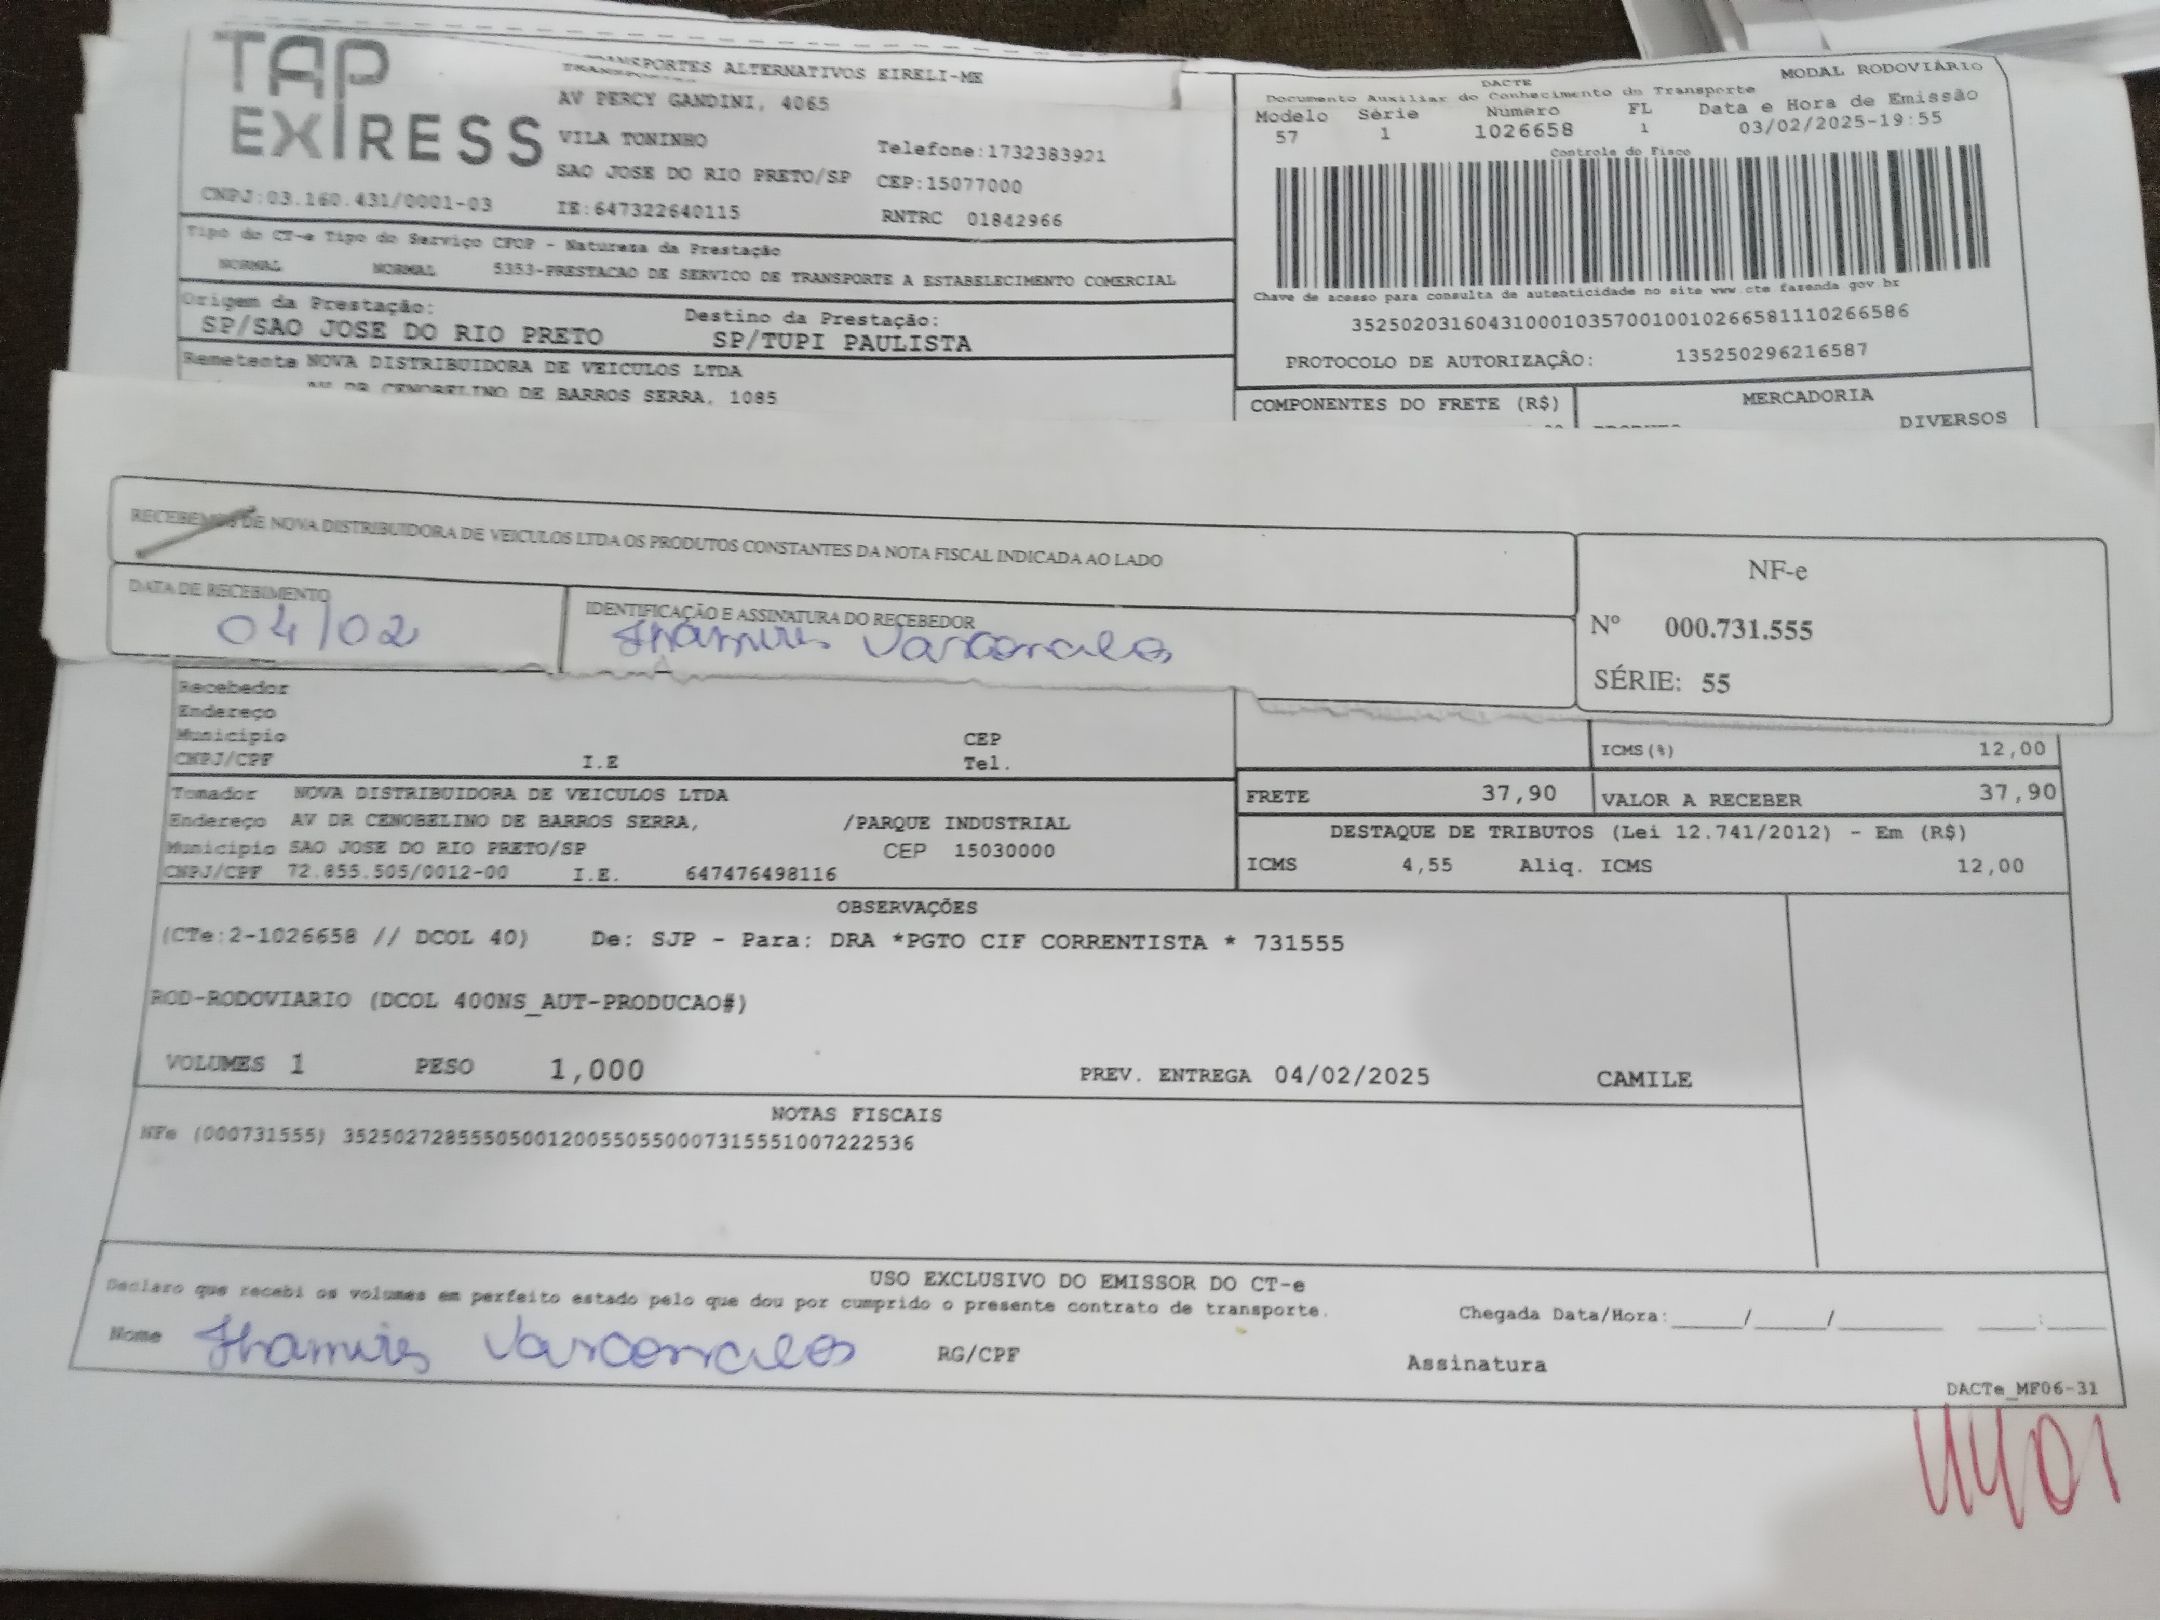 TAP
EXPRESS
TRANSPORTES ALTERNATIVOS EIRELI-ME
AV PERCY GANDINI, 4065
VILA TONINHO
Telefone:1732383921
SAO JOSE DO RIO PRETO/SP CEP:15077000
CNPJ:03.160.431/0001-03 IE:647322640115 RNTRC 01842966
DACTE MODAL RODOVIÁRIO
Documento Auxiliar do Conhecimento de Transporte
Modelo Série Numero FL Data e Hora de Emissão
57 1 1026658 1 03/02/2025-19:55
Controle do Fisco
Chave de acesso para consulta de autenticidade no site www.cte.fazenda.gov.br
35250203160431000103570010010266581110266586
PROTOCOLO DE AUTORIZAÇÃO: 135250296216587
Tipo do CT-e Tipo do Serviço CFOP - Natureza da Prestação
NORMAL NORMAL 5353-PRESTACAO DE SERVICO DE TRANSPORTE A ESTABELECIMENTO COMERCIAL
Origem da Prestação: Destino da Prestação:
SP/SAO JOSE DO RIO PRETO SP/TUPI PAULISTA
Remetente NOVA DISTRIBUIDORA DE VEICULOS LTDA
AV DR CENOBELINO DE BARROS SERRA, 1085
COMPONENTES DO FRETE (R$) MERCADORIA
DIVERSOS
RECEBEMOS DE NOVA DISTRIBUIDORA DE VEICULOS LTDA OS PRODUTOS CONSTANTES DA NOTA FISCAL INDICADA AO LADO
DATA DE RECEBIMENTO
04/02
IDENTIFICAÇÃO E ASSINATURA DO RECEBEDOR
Thamires Vasconcelos
NF-e
Nº 000.731.555
SÉRIE: 55
Recebedor
Endereço
Municipio CEP
CNPJ/CPF I.E Tel.
ICMS(%) 12,00
Tomador NOVA DISTRIBUIDORA DE VEICULOS LTDA
Endereço AV DR CENOBELINO DE BARROS SERRA, /PARQUE INDUSTRIAL
Municipio SAO JOSE DO RIO PRETO/SP CEP 15030000
CNPJ/CPF 72.855.505/0012-00 I.E. 647476498116
FRETE 37,90 VALOR A RECEBER 37,90
DESTAQUE DE TRIBUTOS (Lei 12.741/2012) - Em (R$)
ICMS 4,55 Aliq. ICMS 12,00
OBSERVAÇÕES
(CTe:2-1026658 // DCOL 40) De: SJP - Para: DRA *PGTO CIF CORRENTISTA * 731555
ROD-RODOVIARIO (DCOL 400NS_AUT-PRODUCAO#)
VOLUMES 1 PESO 1,000 PREV. ENTREGA 04/02/2025 CAMILE
NOTAS FISCAIS
NFe (000731555) 35250272855505001200550550007315551007222536
USO EXCLUSIVO DO EMISSOR DO CT-e
Declaro que recebi os volumes em perfeito estado pelo que dou por cumprido o presente contrato de transporte.
Chegada Data/Hora:____/____/______ ____:____
Nome Thamires Vasconcelos RG/CPF Assinatura
DACTe_MF06-31